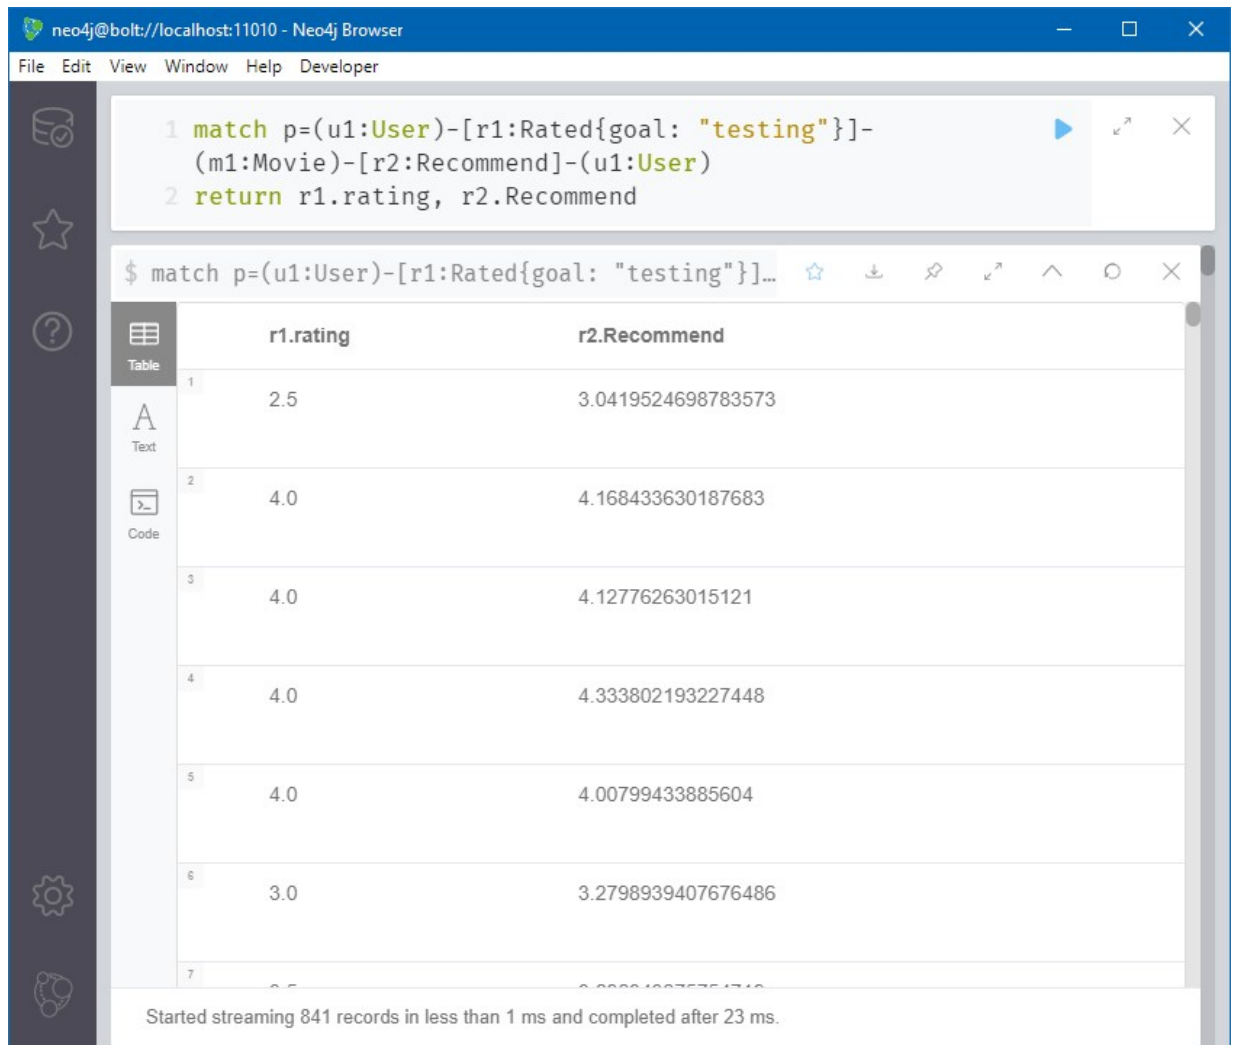 neo4j@bolt://localhost:11010 - Neo4j Browser
File Edit View Window Help Developer
1 match p=(u1:User)-[r1:Rated{goal: "testing"}]-
(m1:Movie)-[r2:Recommend]-(u1:User)
2 return r1.rating, r2.Recommend
$ match p=(u1:User)-[r1:Rated{goal: "testing"}]…
Table
Text
Code
r1.rating r2.Recommend
1 2.5 3.0419524698783573
2 4.0 4.168433630187683
3 4.0 4.12776263015121
4 4.0 4.333802193227448
5 4.0 4.00799433885604
6 3.0 3.2798939407676486
7
Started streaming 841 records in less than 1 ms and completed after 23 ms.